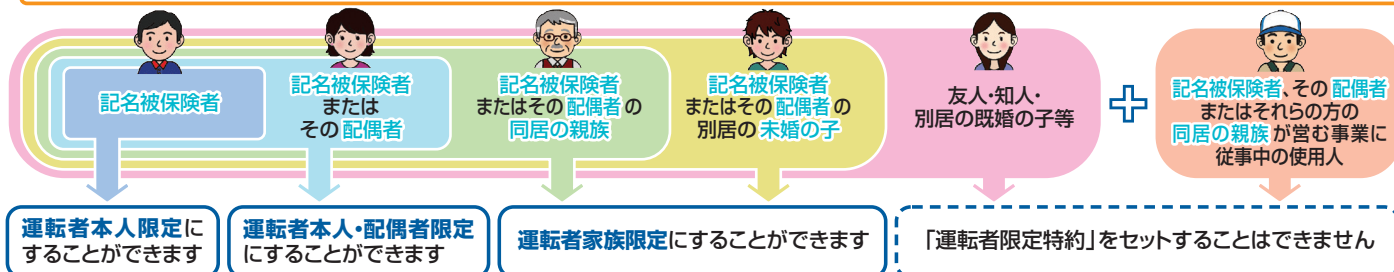 記名被保険者
記名被保険者
または
その配偶者
記名被保険者
またはその配偶者の
同居の親族
記名被保険者
またはその配偶者の
別居の未婚の子
友人・知人・
別居の既婚の子等
+
記名被保険者、その配偶者
またはそれらの方の
同居の親族が営む事業に
従事中の使用人
運転者本人限定に
することができます
運転者本人・配偶者限定
にすることができます
運転者家族限定にすることができます
「運転者限定特約」をセットすることはできません